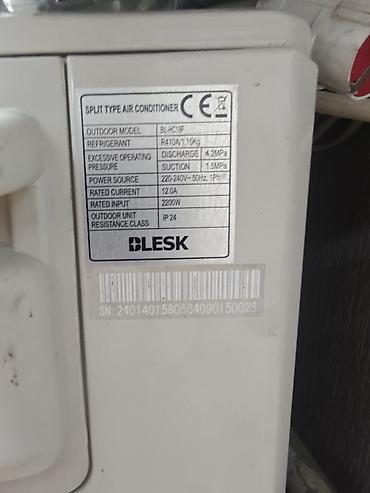 SPLIT TYPE AIR CONDITIONER CE
OUTDOOR MODEL BL-HC18F
REFRIGERANT R410A/1.15Kg
EXCESSIVE OPERATING PRESSURE DISCHARGE 4.2MPa
SUCTION 1.5MPa
POWER SOURCE 220-240V~50Hz, 1Ph
RATED CURRENT 12.0A
RATED INPUT 2200W
OUTDOOR UNIT RESISTANCE CLASS IP 24
BLESK
SN: 2401401580564090150025